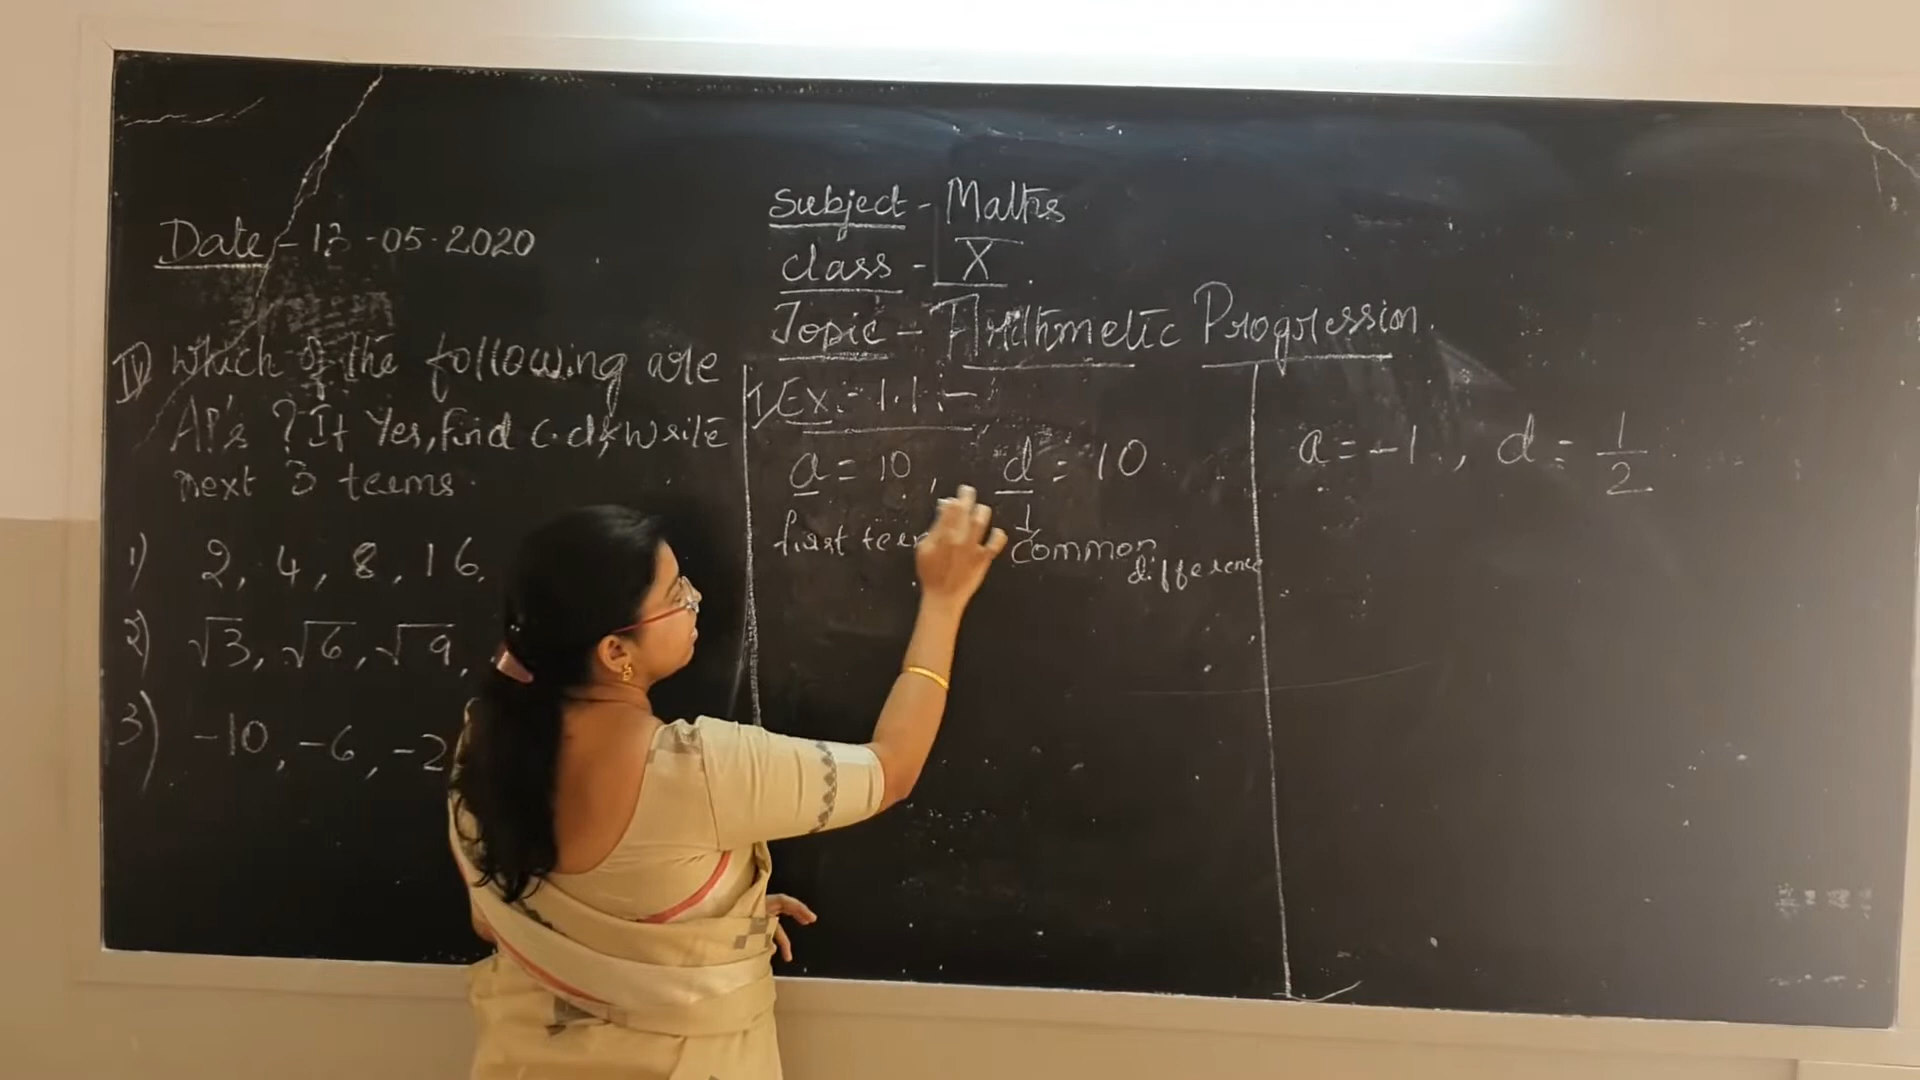 Subject - Maths
Class - X
Topic - Arithmetic Progression.
Date - 13-05-2020
IV) Which of the following are
AP's ? If Yes, find c.d & write
next 3 terms.
1) 2, 4, 8, 16,
2) √3, √6, √9,
3) -10, -6, -2
1) Ex:- 1.1:-
a = 10, d = 10
first term
common
difference
a = -1, d = 1/2